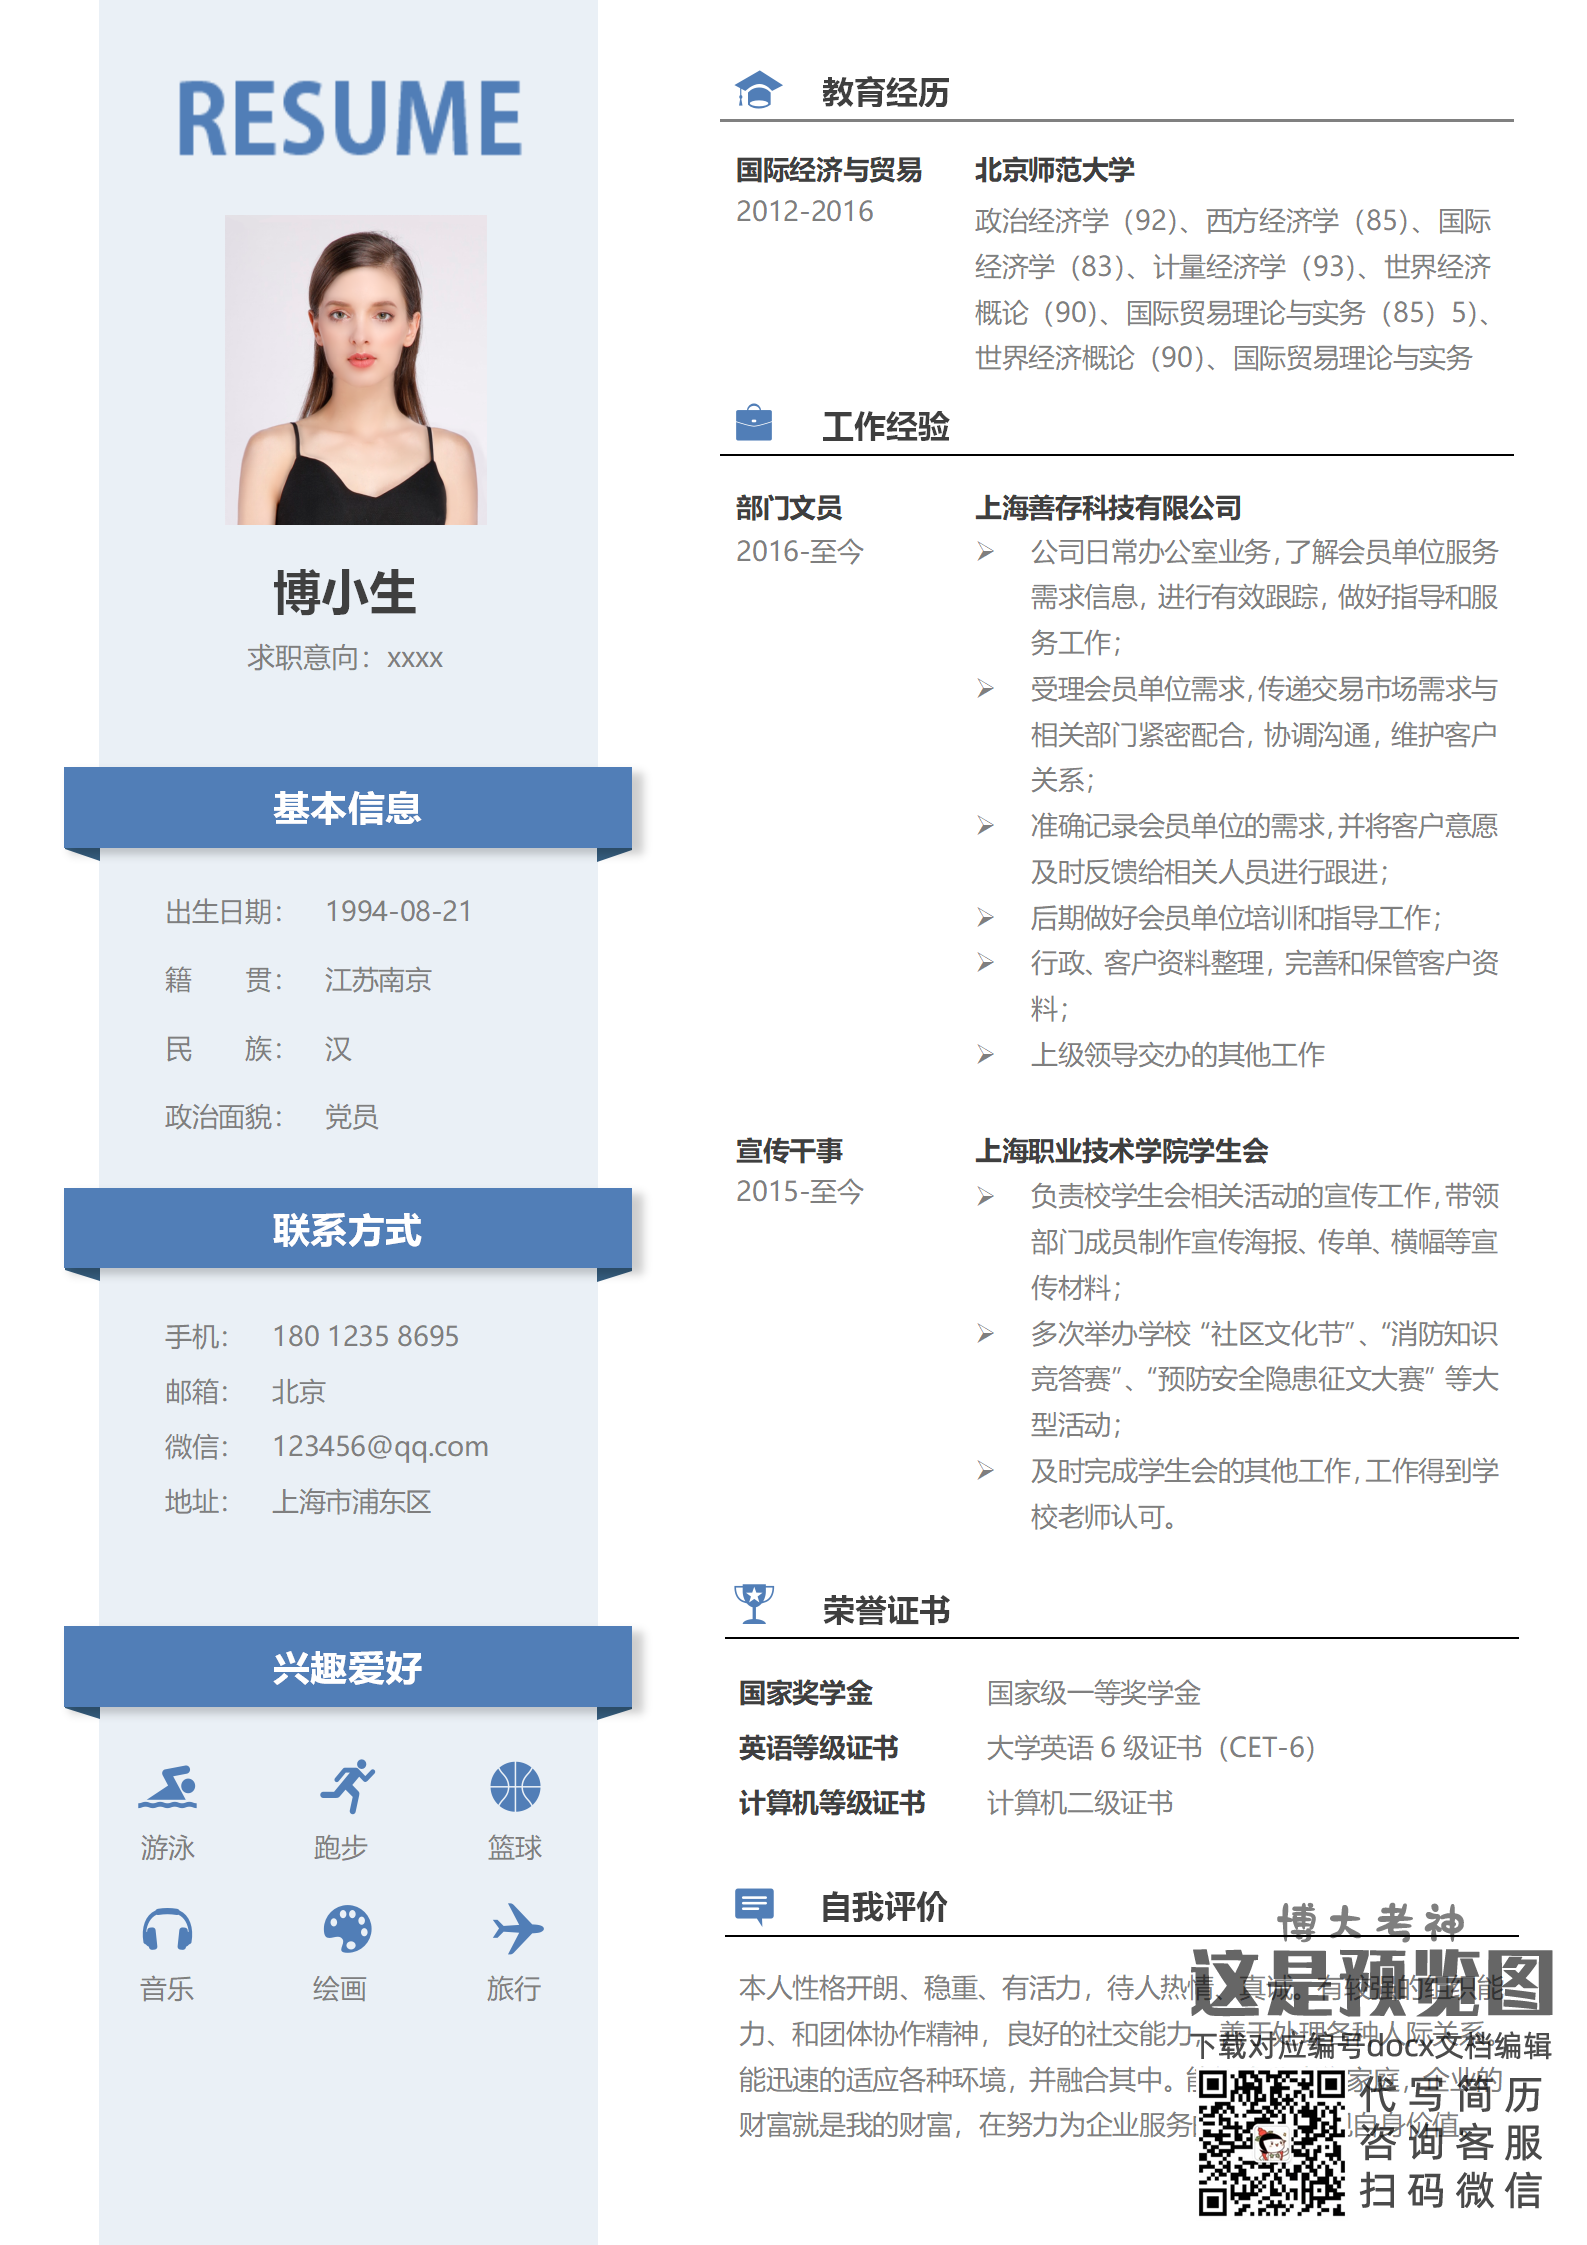 RESUME
博小生
求职意向：xxxx
基本信息
出生日期： 1994-08-21
籍 贯： 江苏南京
民 族： 汉
政治面貌： 党员
联系方式
手机： 180 1235 8695
邮箱： 北京
微信： 123456@qq.com
地址： 上海市浦东区
兴趣爱好
游泳 跑步 篮球
音乐 绘画 旅行
教育经历
国际经济与贸易 北京师范大学
2012-2016
政治经济学（92）、西方经济学（85）、国际
经济学（83）、计量经济学（93）、世界经济
概论（90）、国际贸易理论与实务（85）5）、
世界经济概论（90）、国际贸易理论与实务
工作经验
部门文员 上海善存科技有限公司
2016-至今
公司日常办公室业务，了解会员单位服务
需求信息，进行有效跟踪，做好指导和服
务工作；
受理会员单位需求，传递交易市场需求与
相关部门紧密配合，协调沟通，维护客户
关系；
准确记录会员单位的需求，并将客户意愿
及时反馈给相关人员进行跟进；
后期做好会员单位培训和指导工作；
行政、客户资料整理，完善和保管客户资
料；
上级领导交办的其他工作
宣传干事 上海职业技术学院学生会
2015-至今
负责校学生会相关活动的宣传工作，带领
部门成员制作宣传海报、传单、横幅等宣
传材料；
多次举办学校“社区文化节”、“消防知识
竞答赛”、“预防安全隐患征文大赛”等大
型活动；
及时完成学生会的其他工作，工作得到学
校老师认可。
荣誉证书
国家奖学金 国家级一等奖学金
英语等级证书 大学英语 6 级证书（CET-6）
计算机等级证书 计算机二级证书
自我评价
本人性格开朗、稳重、有活力，待人热情、真诚。有较强的组织能
力、和团体协作精神，良好的社交能力，善于处理各种人际关系。
能迅速的适应各种环境，并融合其中。 家庭，企业的
财富就是我的财富，在努力为企业服务 自身价值。
博大考神
这是预览图
下载对应编号docx文档编辑
代写简历
咨询客服
扫码微信